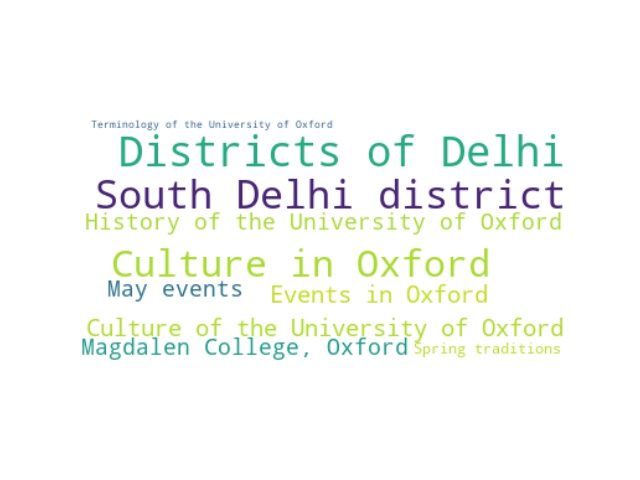 Terminology of the University of Oxford
Districts of Delhi
South Delhi district
History of the University of Oxford
Culture in Oxford
May events
Events in Oxford
Culture of the University of Oxford
Magdalen College, Oxford
Spring traditions